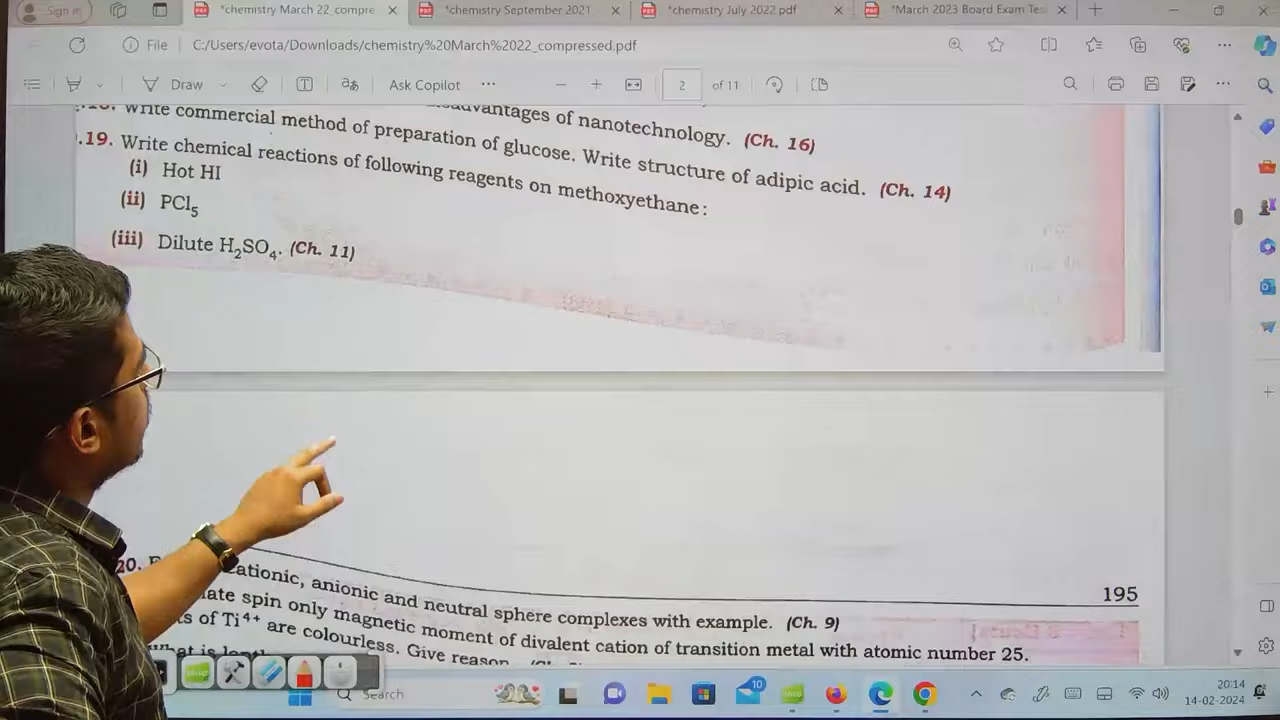 Sign in
*chemistry March 22_compre
*chemistry September 2021
*chemistry July 2022.pdf
*March 2023 Board Exam Tes
File C:/Users/evota/Downloads/chemistry%20March%2022_compressed.pdf
Draw Ask Copilot 2 of 11
advantages of nanotechnology. (Ch. 16)
Write commercial method of preparation of glucose. Write structure of adipic acid. (Ch. 14)
.19. Write chemical reactions of following reagents on methoxyethane:
(i) Hot HI
(ii) PCl₅
(iii) Dilute H₂SO₄. (Ch. 11)
195
20. cationic, anionic and neutral sphere complexes with example. (Ch. 9)
late spin only magnetic moment of divalent cation of transition metal with atomic number 25.
ts of Ti⁴⁺ are colourless. Give reason.
what is
Search
10
20:14
14-02-2024